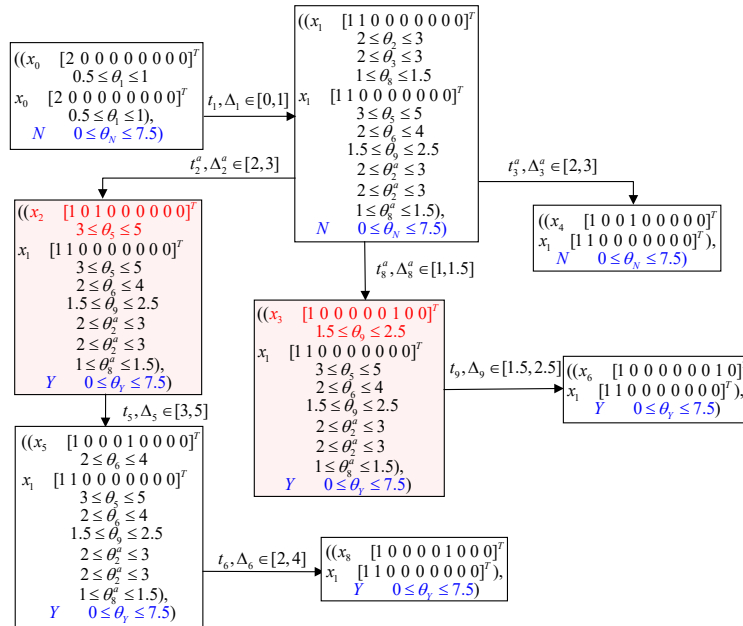 ((x₀ [2 0 0 0 0 0 0 0 0]ᵀ
0.5 ≤ θ₁ ≤ 1
x₀ [2 0 0 0 0 0 0 0 0]ᵀ
0.5 ≤ θ₁ ≤ 1),
N 0 ≤ θ_N ≤ 7.5)
t₁, Δ₁ ∈ [0,1]
((x₁ [1 1 0 0 0 0 0 0 0]ᵀ
2 ≤ θ₂ ≤ 3
2 ≤ θ₃ ≤ 3
1 ≤ θ₈ ≤ 1.5
x₁ [1 1 0 0 0 0 0 0 0]ᵀ
3 ≤ θ₅ ≤ 5
2 ≤ θ₆ ≤ 4
1.5 ≤ θ₉ ≤ 2.5
2 ≤ θ₂ᵃ ≤ 3
2 ≤ θ₂ᵃ ≤ 3
1 ≤ θ₈ᵃ ≤ 1.5),
N 0 ≤ θ_N ≤ 7.5)
t₂ᵃ, Δ₂ᵃ ∈ [2,3]
t₃ᵃ, Δ₃ᵃ ∈ [2,3]
((x₂ [1 0 1 0 0 0 0 0 0]ᵀ
3 ≤ θ₅ ≤ 5
x₁ [1 1 0 0 0 0 0 0 0]ᵀ
3 ≤ θ₅ ≤ 5
2 ≤ θ₆ ≤ 4
1.5 ≤ θ₉ ≤ 2.5
2 ≤ θ₂ᵃ ≤ 3
2 ≤ θ₂ᵃ ≤ 3
1 ≤ θ₈ᵃ ≤ 1.5),
Y 0 ≤ θ_Y ≤ 7.5)
((x₄ [1 0 0 1 0 0 0 0 0]ᵀ
x₁ [1 1 0 0 0 0 0 0 0]ᵀ),
N 0 ≤ θ_N ≤ 7.5)
t₈ᵃ, Δ₈ᵃ ∈ [1,1.5]
((x₃ [1 0 0 0 0 0 1 0 0]ᵀ
1.5 ≤ θ₉ ≤ 2.5
x₁ [1 1 0 0 0 0 0 0 0]ᵀ
3 ≤ θ₅ ≤ 5
2 ≤ θ₆ ≤ 4
1.5 ≤ θ₉ ≤ 2.5
2 ≤ θ₂ᵃ ≤ 3
2 ≤ θ₂ᵃ ≤ 3
1 ≤ θ₈ᵃ ≤ 1.5),
Y 0 ≤ θ_Y ≤ 7.5)
t₉, Δ₉ ∈ [1.5, 2.5]
((x₆ [1 0 0 0 0 0 0 1 0]ᵀ
x₁ [1 1 0 0 0 0 0 0 0]ᵀ),
Y 0 ≤ θ_Y ≤ 7.5)
t₅, Δ₅ ∈ [3,5]
((x₅ [1 0 0 0 1 0 0 0 0]ᵀ
2 ≤ θ₆ ≤ 4
x₁ [1 1 0 0 0 0 0 0 0]ᵀ
3 ≤ θ₅ ≤ 5
2 ≤ θ₆ ≤ 4
1.5 ≤ θ₉ ≤ 2.5
2 ≤ θ₂ᵃ ≤ 3
2 ≤ θ₂ᵃ ≤ 3
1 ≤ θ₈ᵃ ≤ 1.5),
Y 0 ≤ θ_Y ≤ 7.5)
t₆, Δ₆ ∈ [2,4]
((x₈ [1 0 0 0 0 1 0 0 0]ᵀ
x₁ [1 1 0 0 0 0 0 0 0]ᵀ),
Y 0 ≤ θ_Y ≤ 7.5)